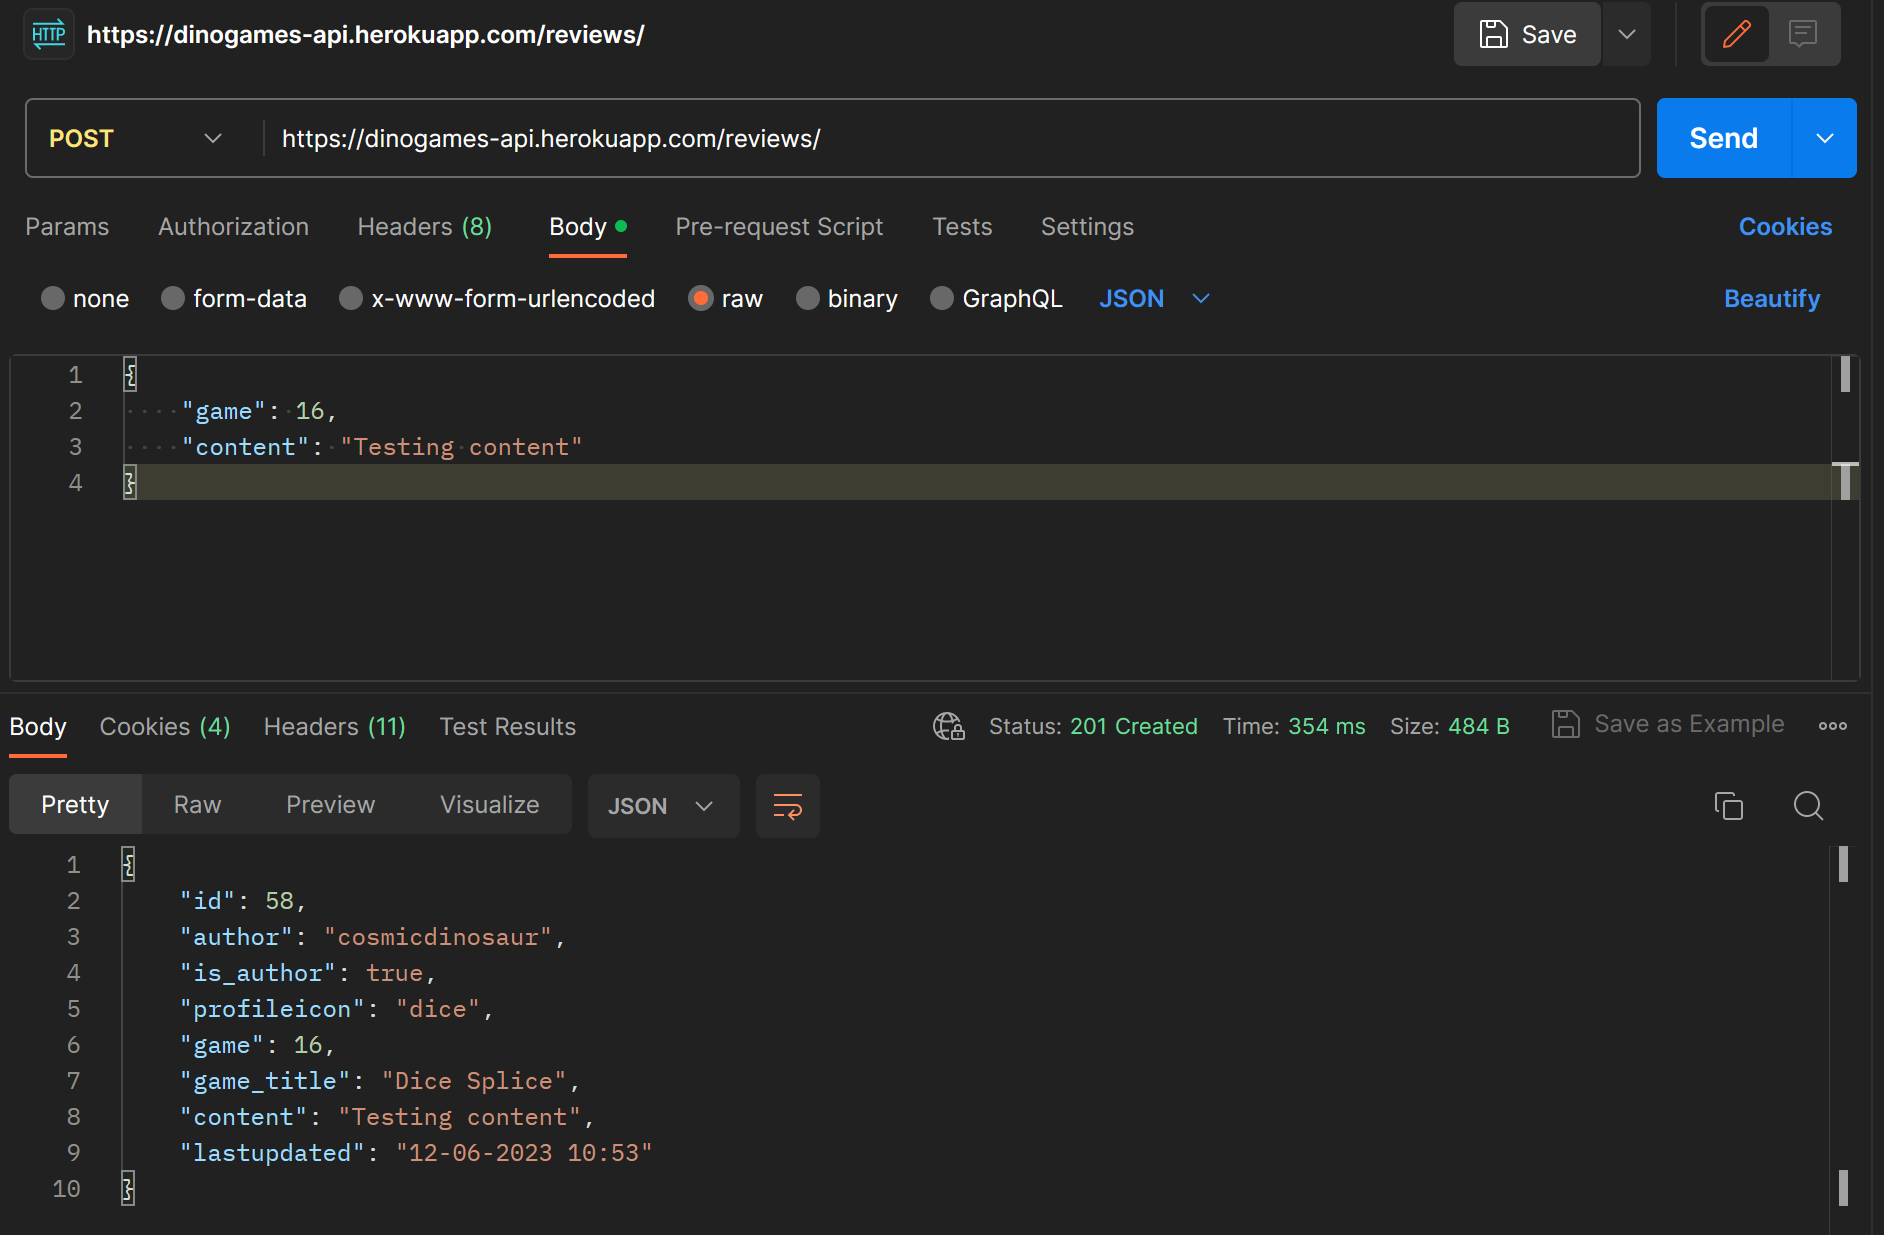 HTTP https://dinogames-api.herokuapp.com/reviews/ Save
POST https://dinogames-api.herokuapp.com/reviews/ Send
Params Authorization Headers (8) Body Pre-request Script Tests Settings Cookies
none form-data x-www-form-urlencoded raw binary GraphQL JSON Beautify
1 {
2 "game": 16,
3 "content": "Testing content"
4 }
Body Cookies (4) Headers (11) Test Results Status: 201 Created Time: 354 ms Size: 484 B Save as Example
Pretty Raw Preview Visualize JSON
1 {
2 "id": 58,
3 "author": "cosmicdinosaur",
4 "is_author": true,
5 "profileicon": "dice",
6 "game": 16,
7 "game_title": "Dice Splice",
8 "content": "Testing content",
9 "lastupdated": "12-06-2023 10:53"
10 }